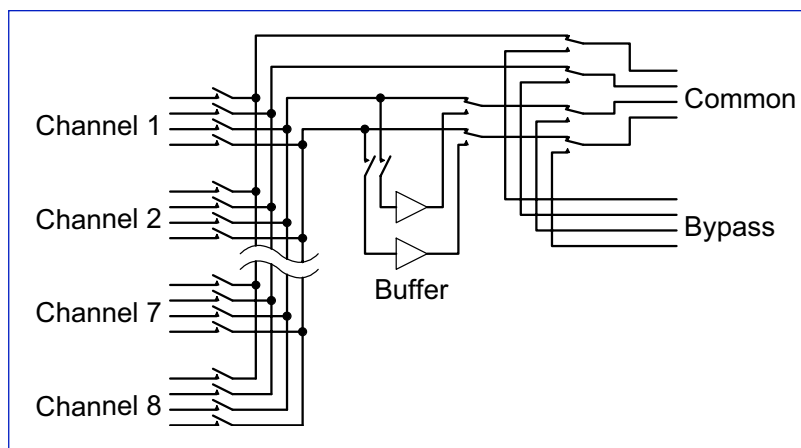 Channel 1
Common
Channel 2
Bypass
Buffer
Channel 7
Channel 8